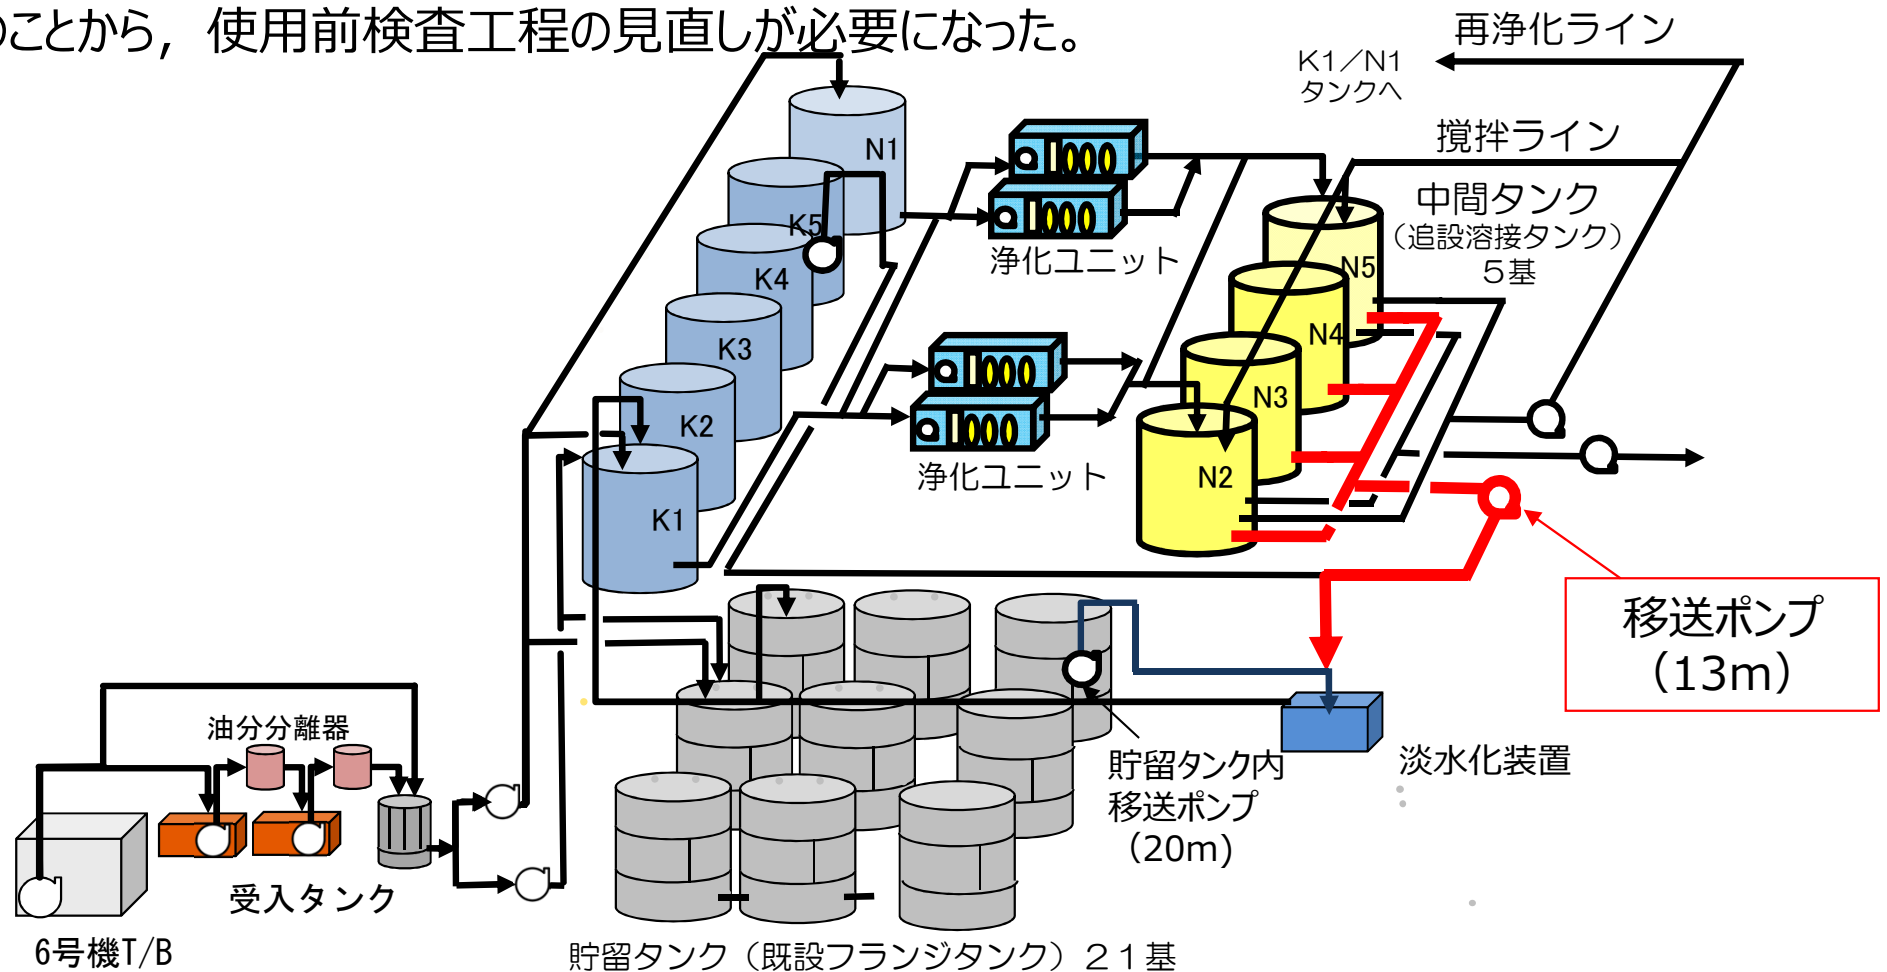 のことから，使用前検査工程の見直しが必要になった。
再浄化ライン
K1／N1
タンクへ
攪拌ライン
中間タンク
（追設溶接タンク）
５基
N1
K5
K4
K3
K2
K1
浄化ユニット
浄化ユニット
N5
N4
N3
N2
移送ポンプ
（13m）
油分分離器
受入タンク
6号機T/B
貯留タンク内
移送ポンプ
（20m）
淡水化装置
貯留タンク（既設フランジタンク）２１基